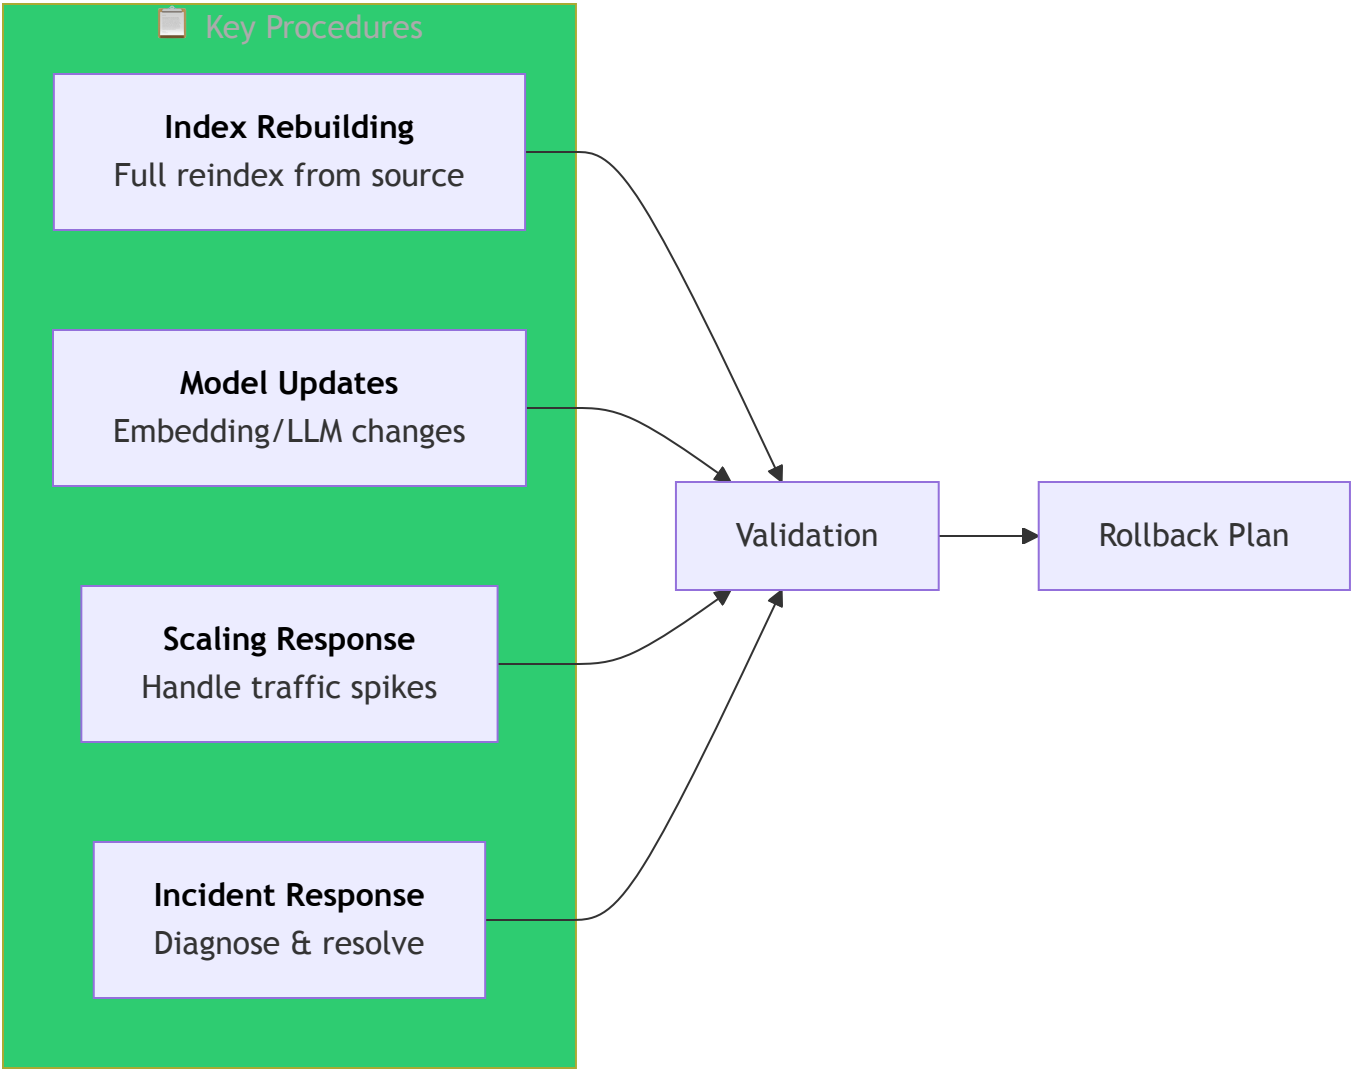 📋 Key Procedures
Index Rebuilding
Full reindex from source
Model Updates
Embedding/LLM changes
Scaling Response
Handle traffic spikes
Incident Response
Diagnose & resolve
Validation
Rollback Plan